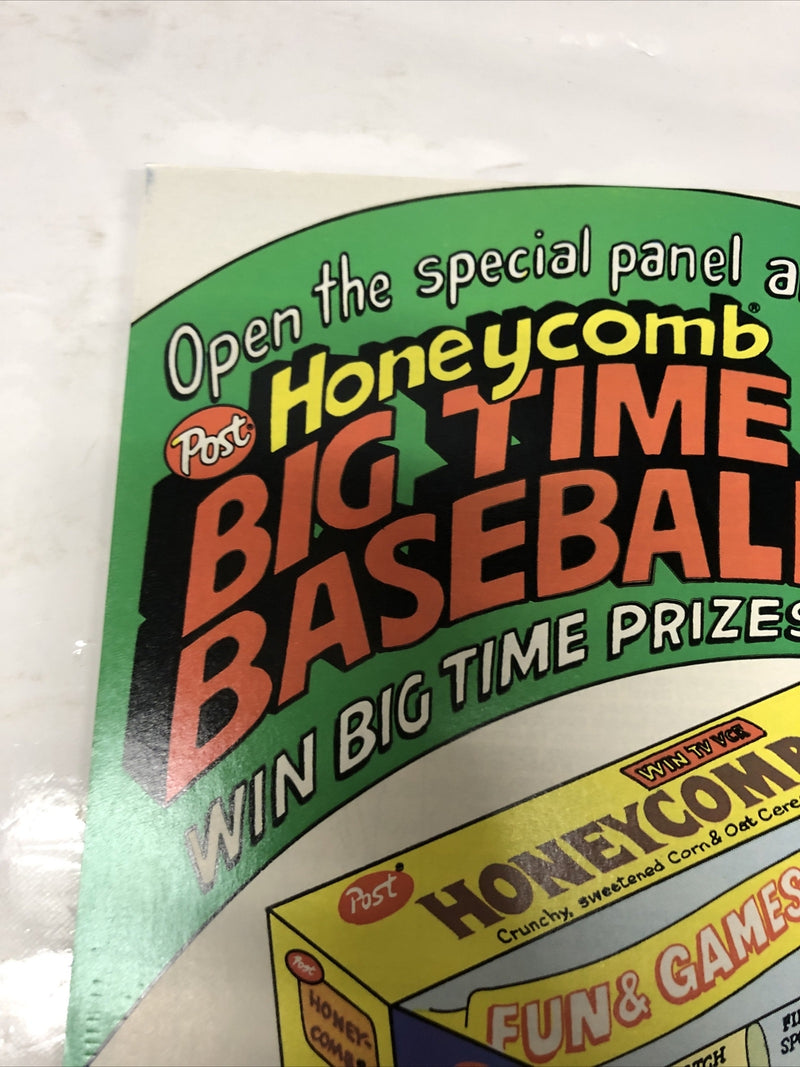 Open the special panel a
Post Honeycomb®
BIG TIME
BASEBALL
WIN BIG TIME PRIZES
WIN TV VCR
Post HONEYCOMB
Crunchy, sweetened Corn & Oat Cere
Post
HONEY-
COMB
FUN & GAMES